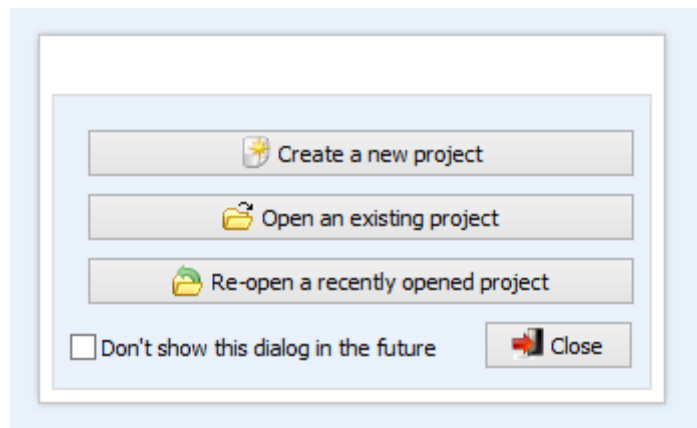 Create a new project
Open an existing project
Re-open a recently opened project
Don't show this dialog in the future
Close